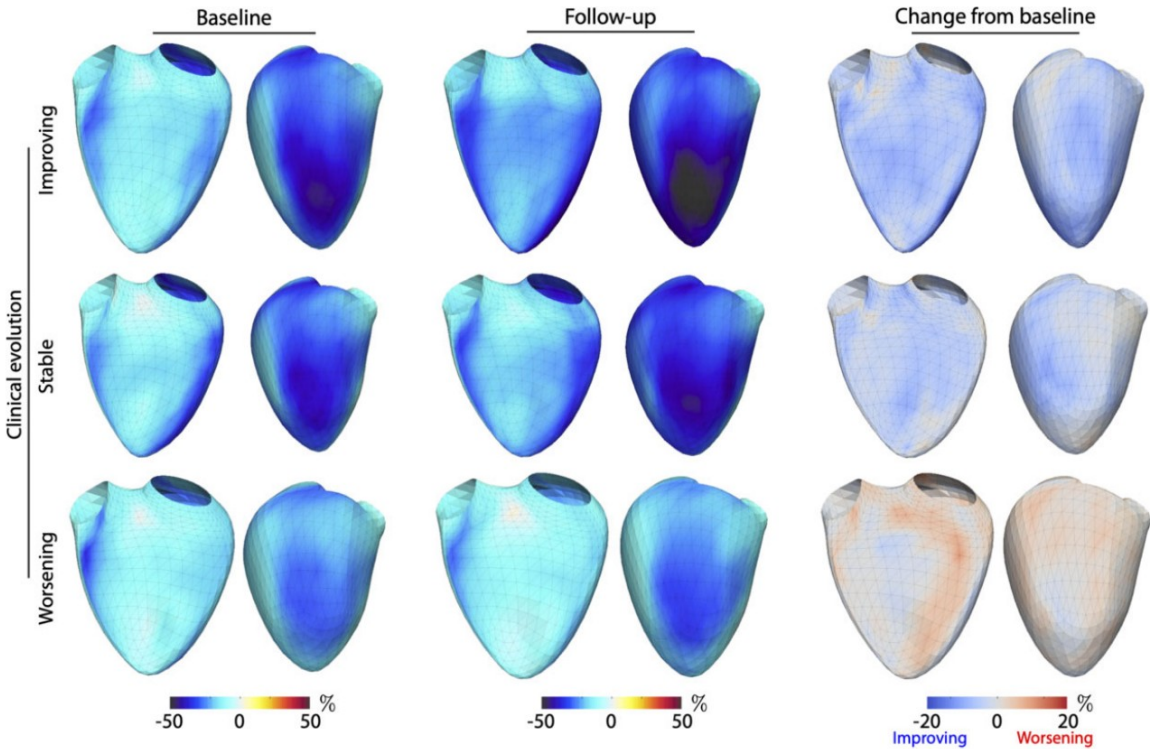 Baseline
Follow-up
Change from baseline
Clinical evolution
Improving
Stable
Worsening
-50 0 50 %
-50 0 50 %
-20 0 20 %
Improving Worsening